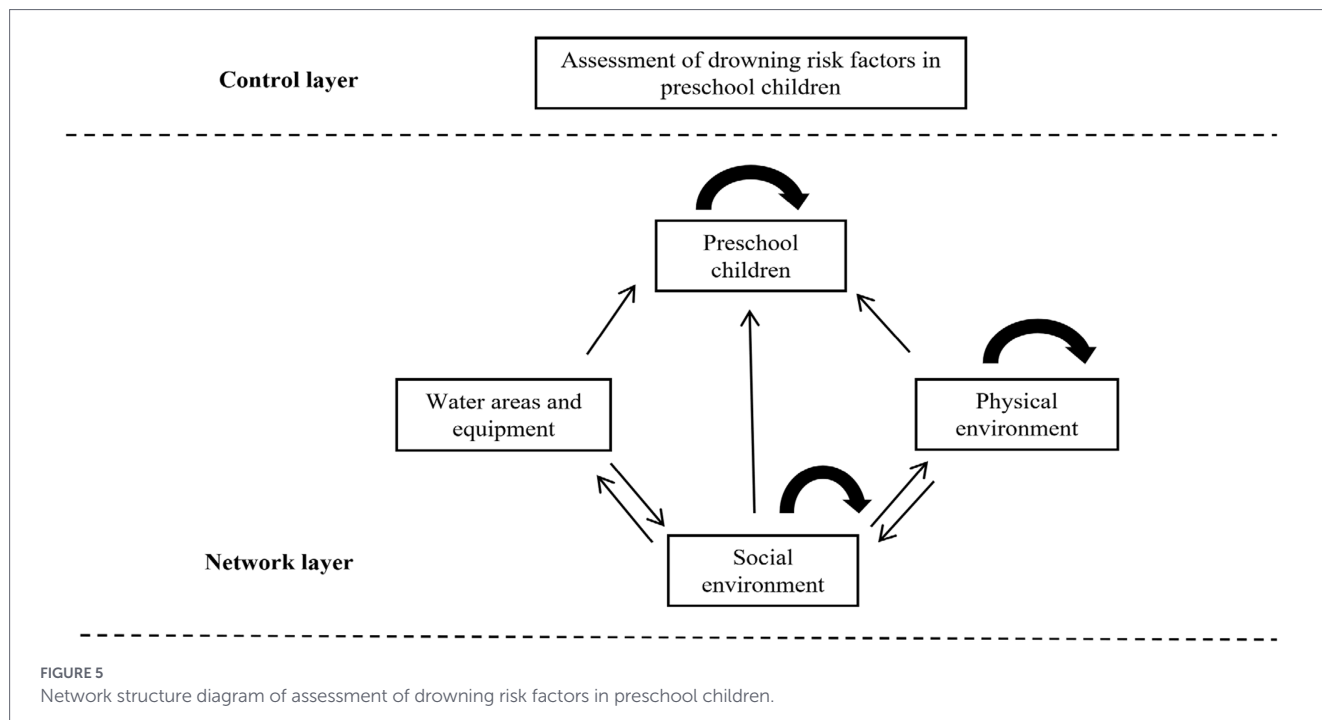 Control layer
Assessment of drowning risk factors in
preschool children
Preschool
children
Water areas and
equipment
Physical
environment
Social
environment
Network layer
FIGURE 5
Network structure diagram of assessment of drowning risk factors in preschool children.